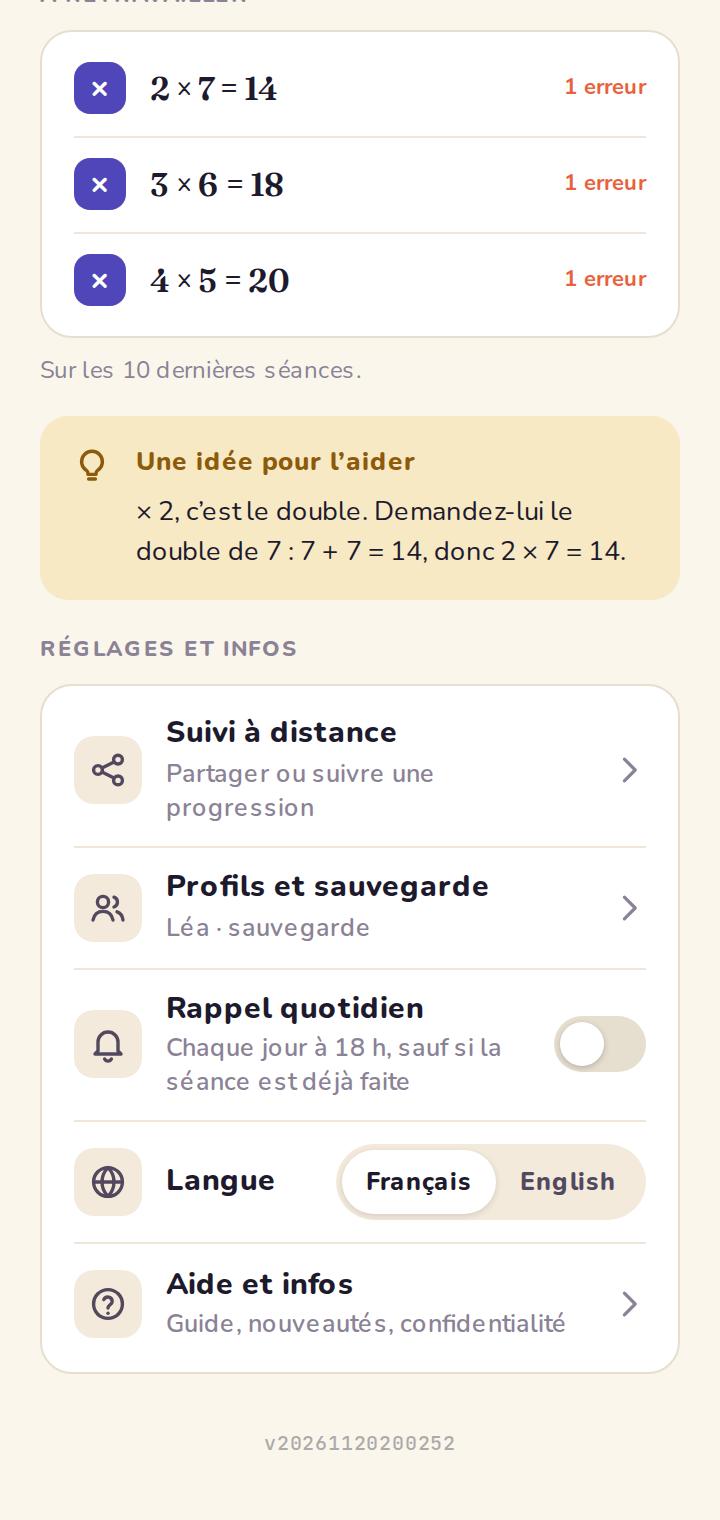 2 × 7 = 14
1 erreur
3 × 6 = 18
1 erreur
4 × 5 = 20
1 erreur
Sur les 10 dernières séances.
Une idée pour l’aider
× 2, c’est le double. Demandez-lui le
double de 7 : 7 + 7 = 14, donc 2 × 7 = 14.
RÉGLAGES ET INFOS
Suivi à distance
Partager ou suivre une
progression
Profils et sauvegarde
Léa · sauvegarde
Rappel quotidien
Chaque jour à 18 h, sauf si la
séance est déjà faite
Langue
Français
English
Aide et infos
Guide, nouveautés, confidentialité
v20261120200252